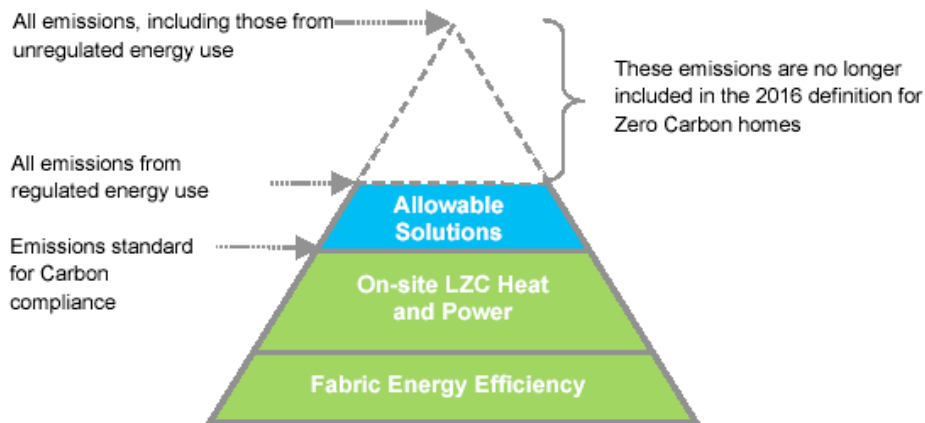 All emissions, including those from
unregulated energy use
These emissions are no longer
included in the 2016 definition for
Zero Carbon homes
All emissions from
regulated energy use
Allowable
Solutions
Emissions standard
for Carbon
compliance
On-site LZC Heat
and Power
Fabric Energy Efficiency